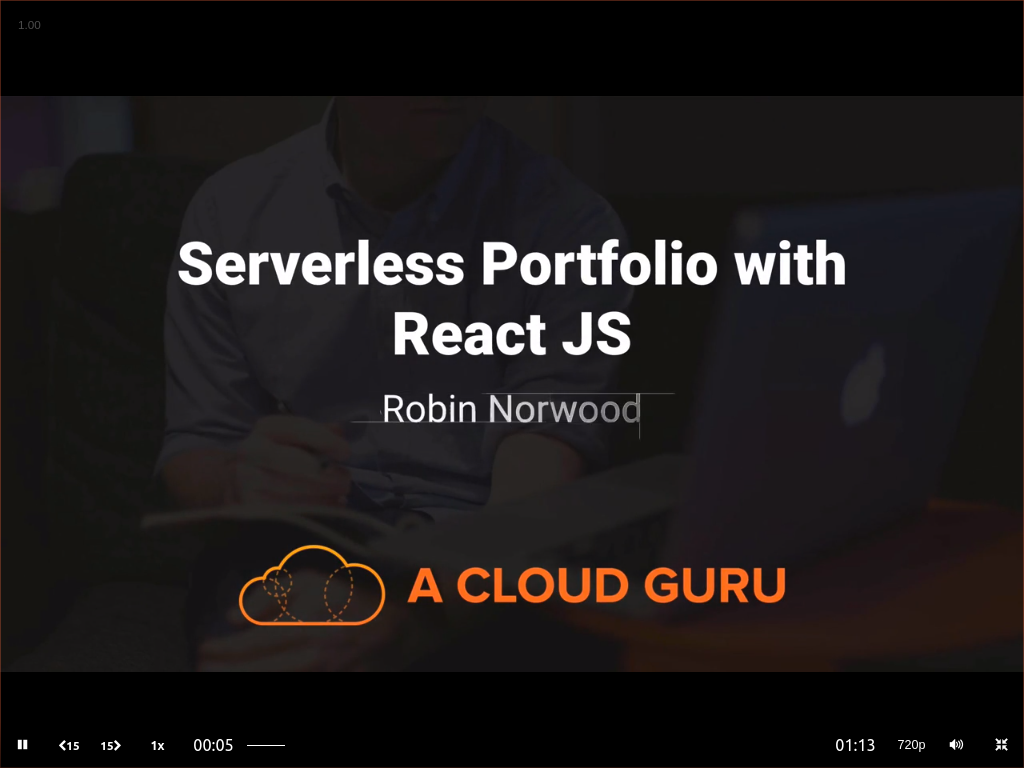 1.00
Serverless Portfolio with
React JS
Robin Norwood
A CLOUD GURU
15 15 1x 00:05 01:13 720p